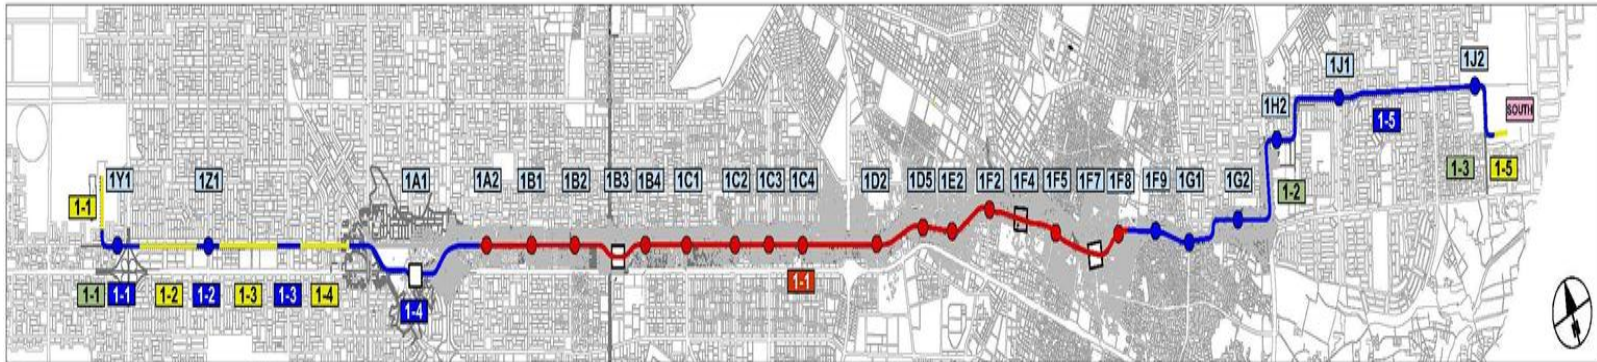 1J1
1J2
1H2
SOUTH
1-5
1-3
1-5
1-2
1Y1
1Z1
1A1
1A2
1B1
1B2
1B3
1B4
1C1
1C2
1C3
1C4
1D2
1D5
1E2
1F2
1F4
1F5
1F7
1F8
1F9
1G1
1G2
1-1
1-1
1-1
1-2
1-2
1-3
1-3
1-4
1-4
1-1
N